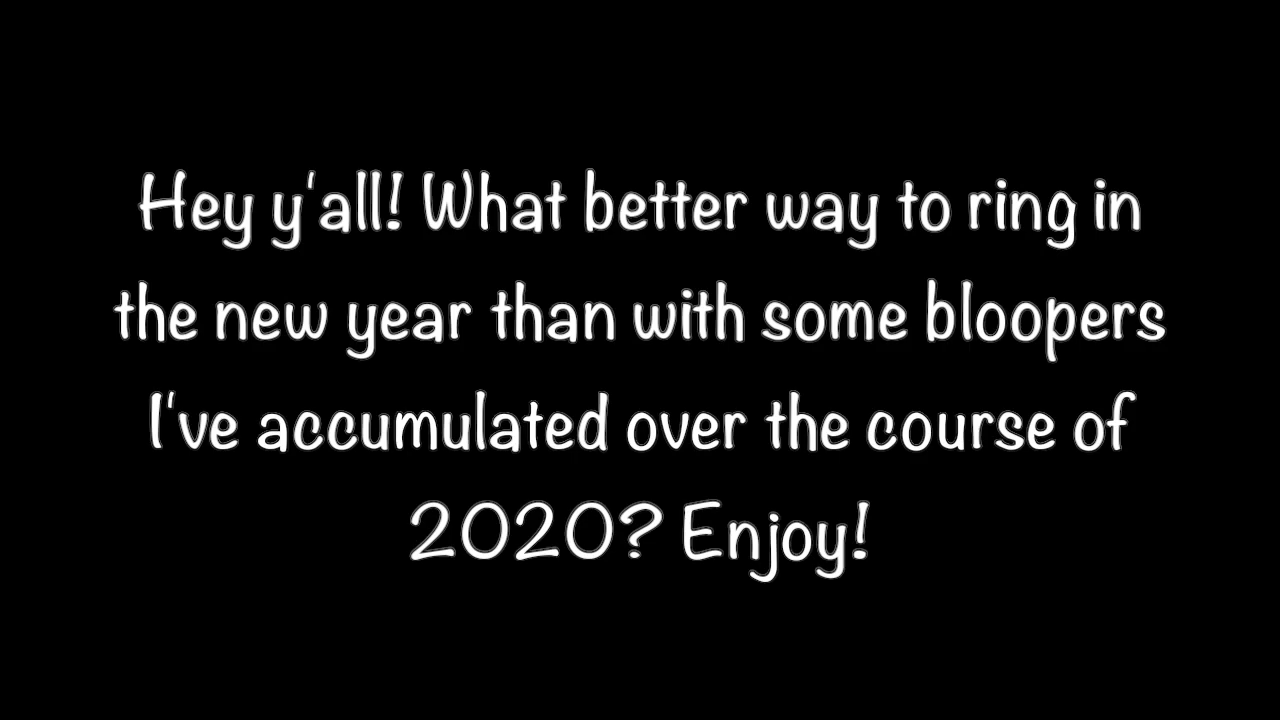 Hey y'all! What better way to ring in
the new year than with some bloopers
I've accumulated over the course of
2020? Enjoy!